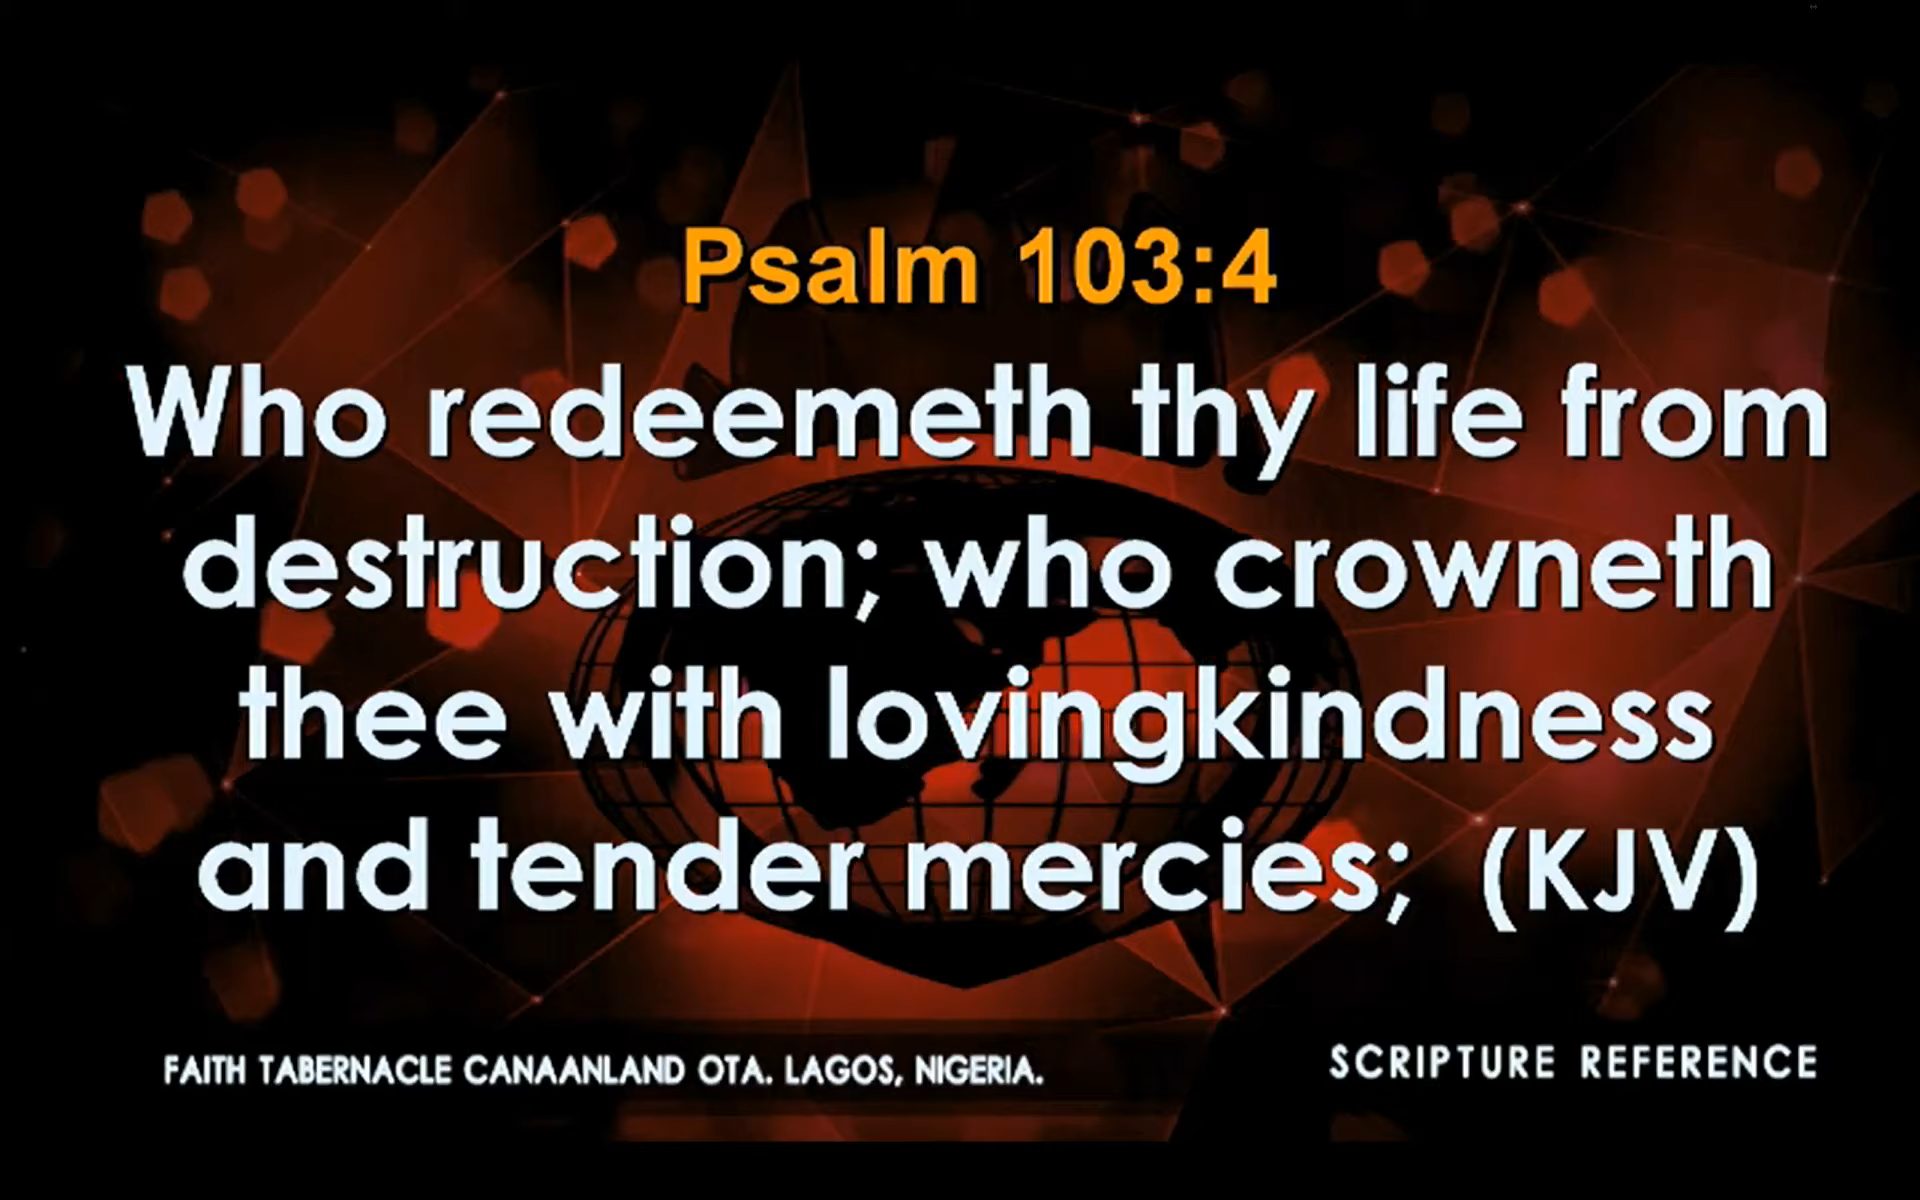 Psalm 103:4
Who redeemeth thy life from
destruction; who crowneth
thee with lovingkindness
and tender mercies; (KJV)
FAITH TABERNACLE CANAANLAND OTA. LAGOS, NIGERIA.
SCRIPTURE REFERENCE